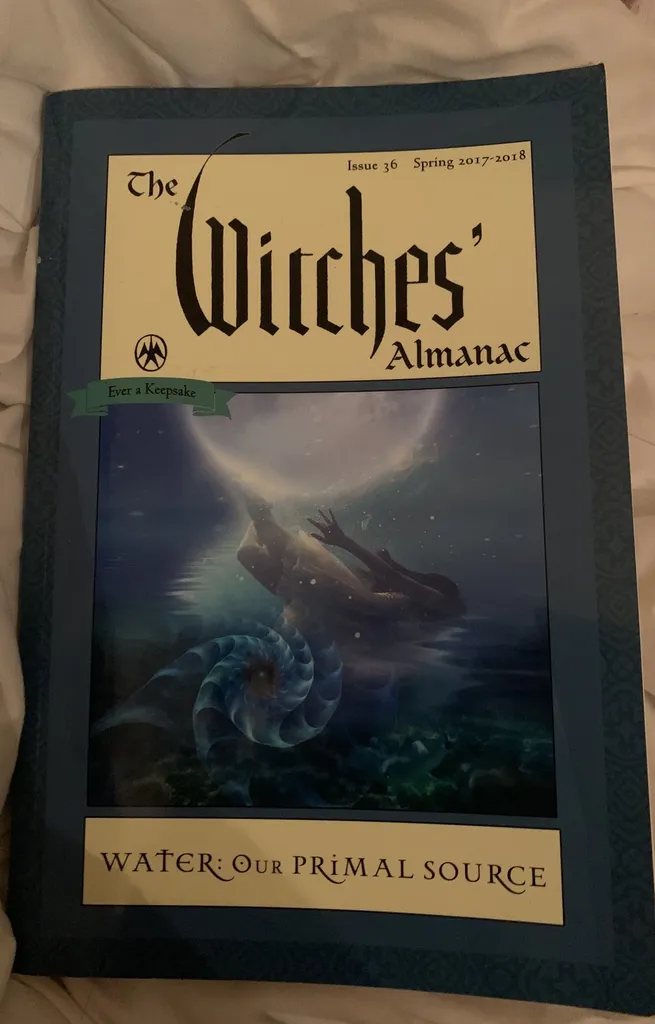 Issue 36 Spring 2017-2018
The
Witches'
Almanac
Ever a Keepsake
WATER: OUR PRiMAL SOURCE